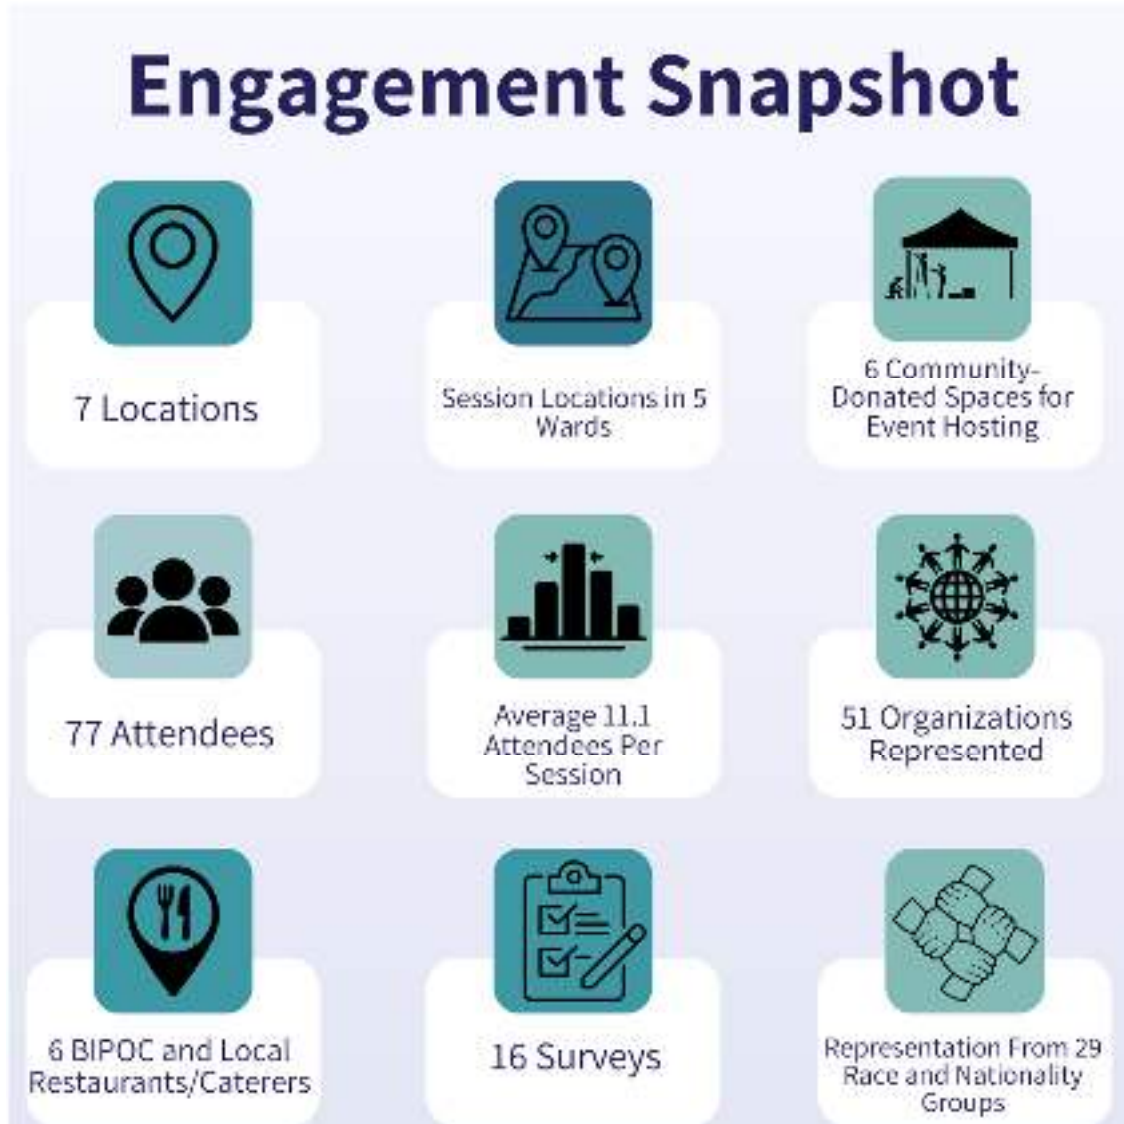 Engagement Snapshot
7 Locations
Session Locations in 5
Wards
6 Community-
Donated Spaces for
Event Hosting
77 Attendees
Average 11.1
Attendees Per
Session
51 Organizations
Represented
6 BIPOC and Local
Restaurants/Caterers
16 Surveys
Representation From 29
Race and Nationality
Groups